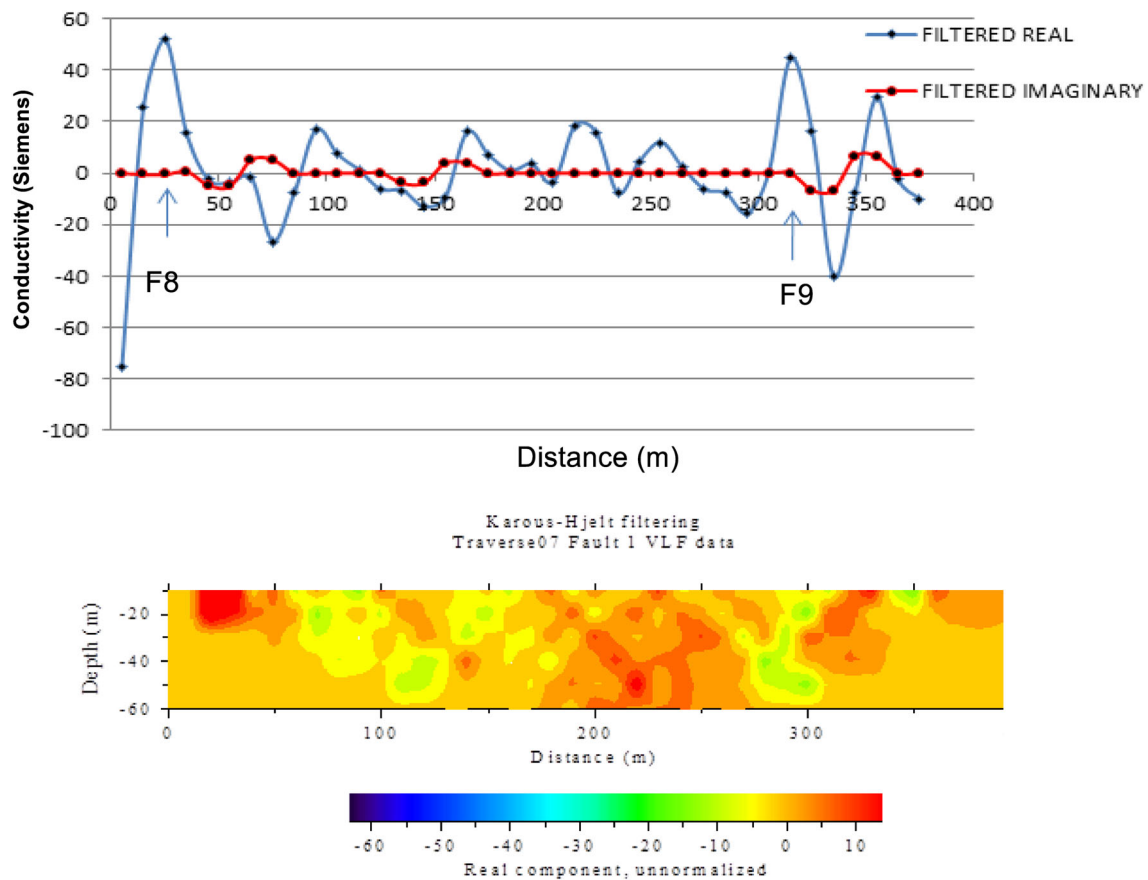 60
FILTERED REAL
40
FILTERED IMAGINARY
20
0
0 50 100 150 200 250 300 350 400
-20
-40
F8
F9
-60
-80
-100
Conductivity (Siemens)
Distance (m)
Karous-Hjelt filtering
Traverse07 Fault 1 VLF data
-20
-40
-60
Depth (m)
0 100 200 300
Distance (m)
-60 -50 -40 -30 -20 -10 0 10
Real component, unnormalized